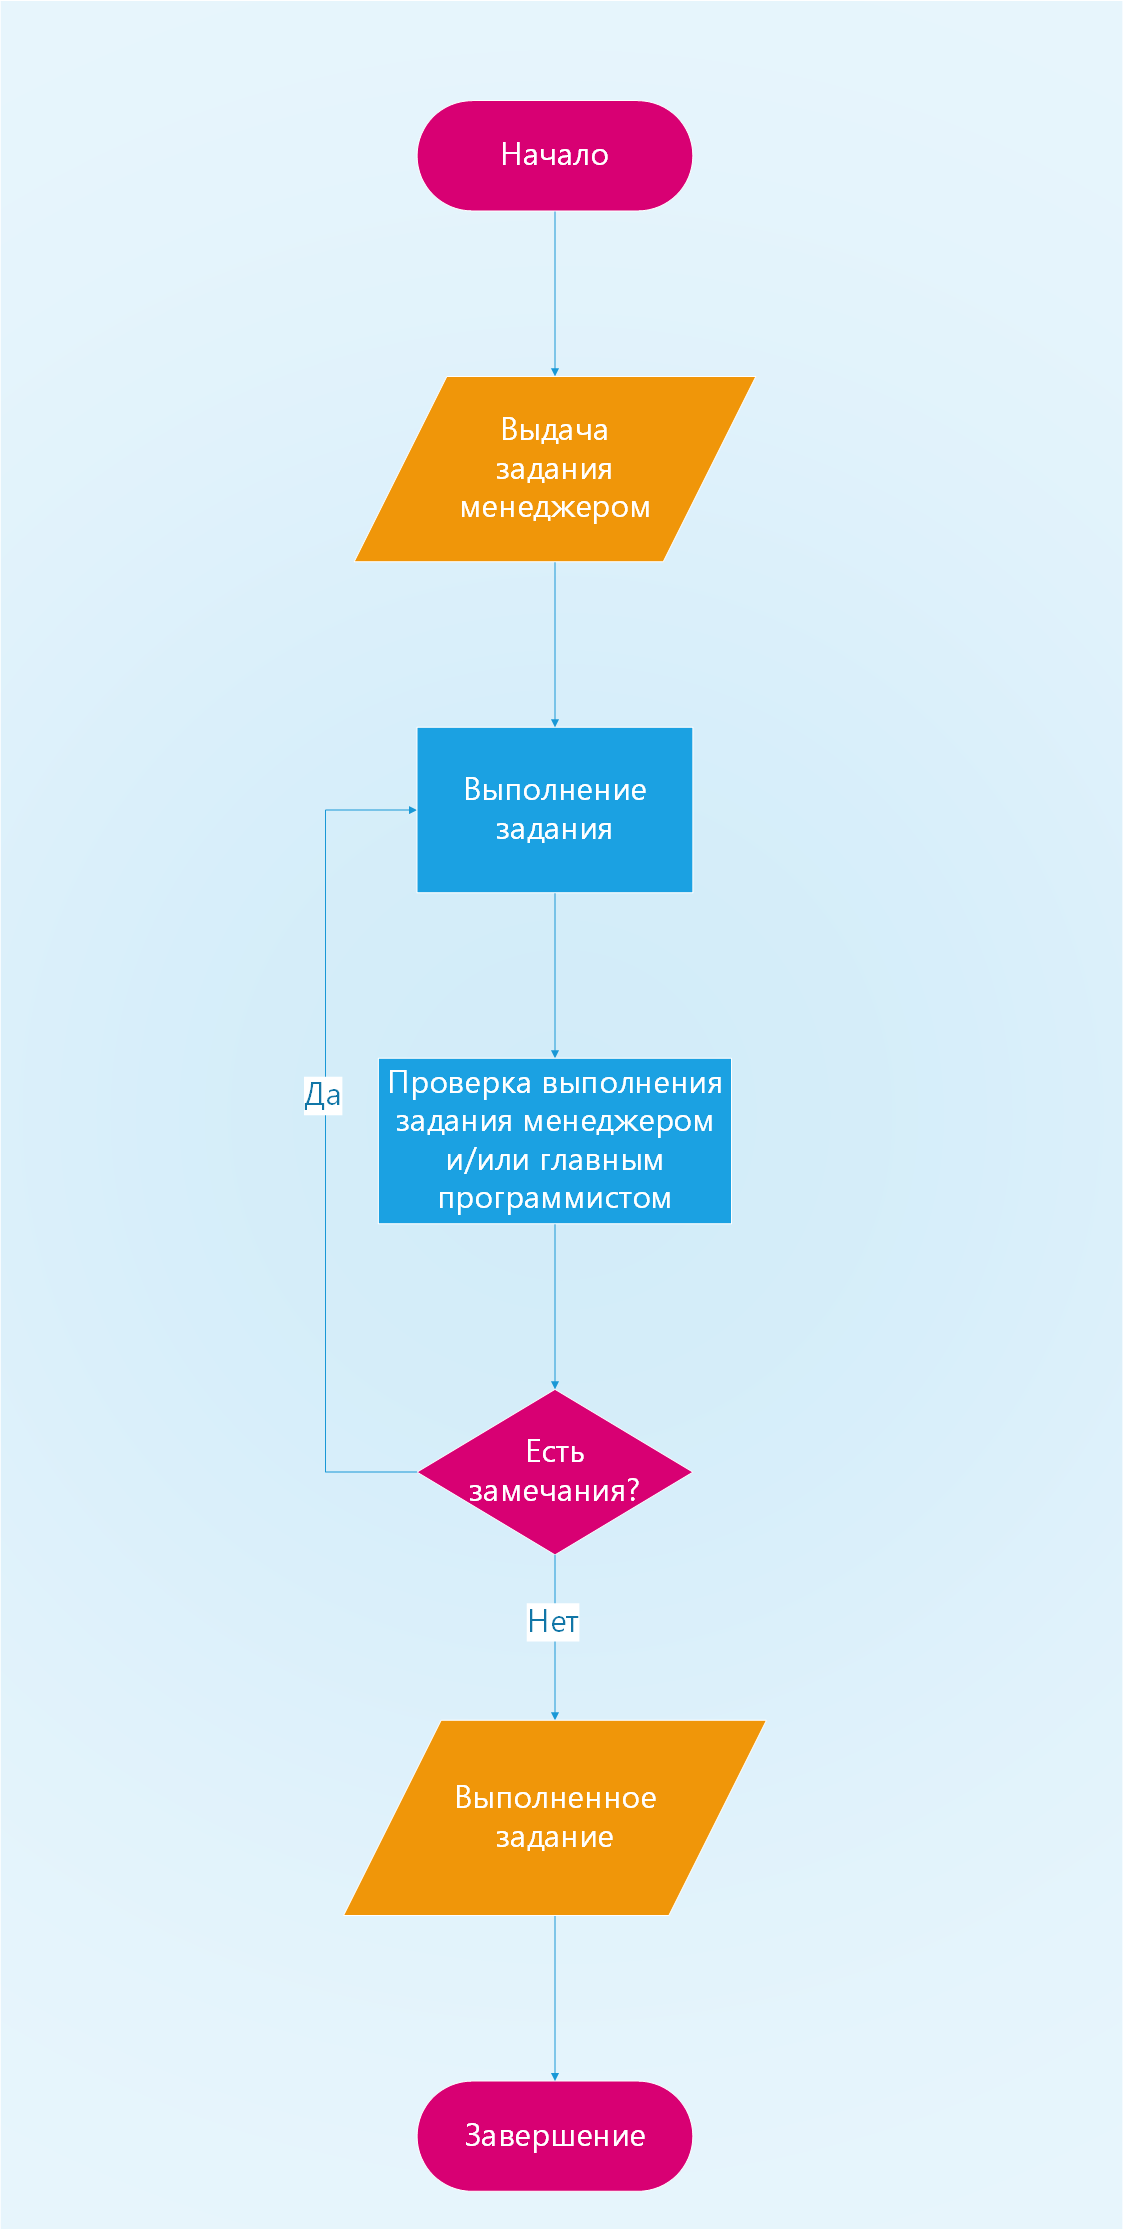 Начало
Выдача
задания
менеджером
Выполнение
задания
Да
Проверка выполнения
задания менеджером
и/или главным
программистом
Есть
замечания?
Нет
Выполненное
задание
Завершение